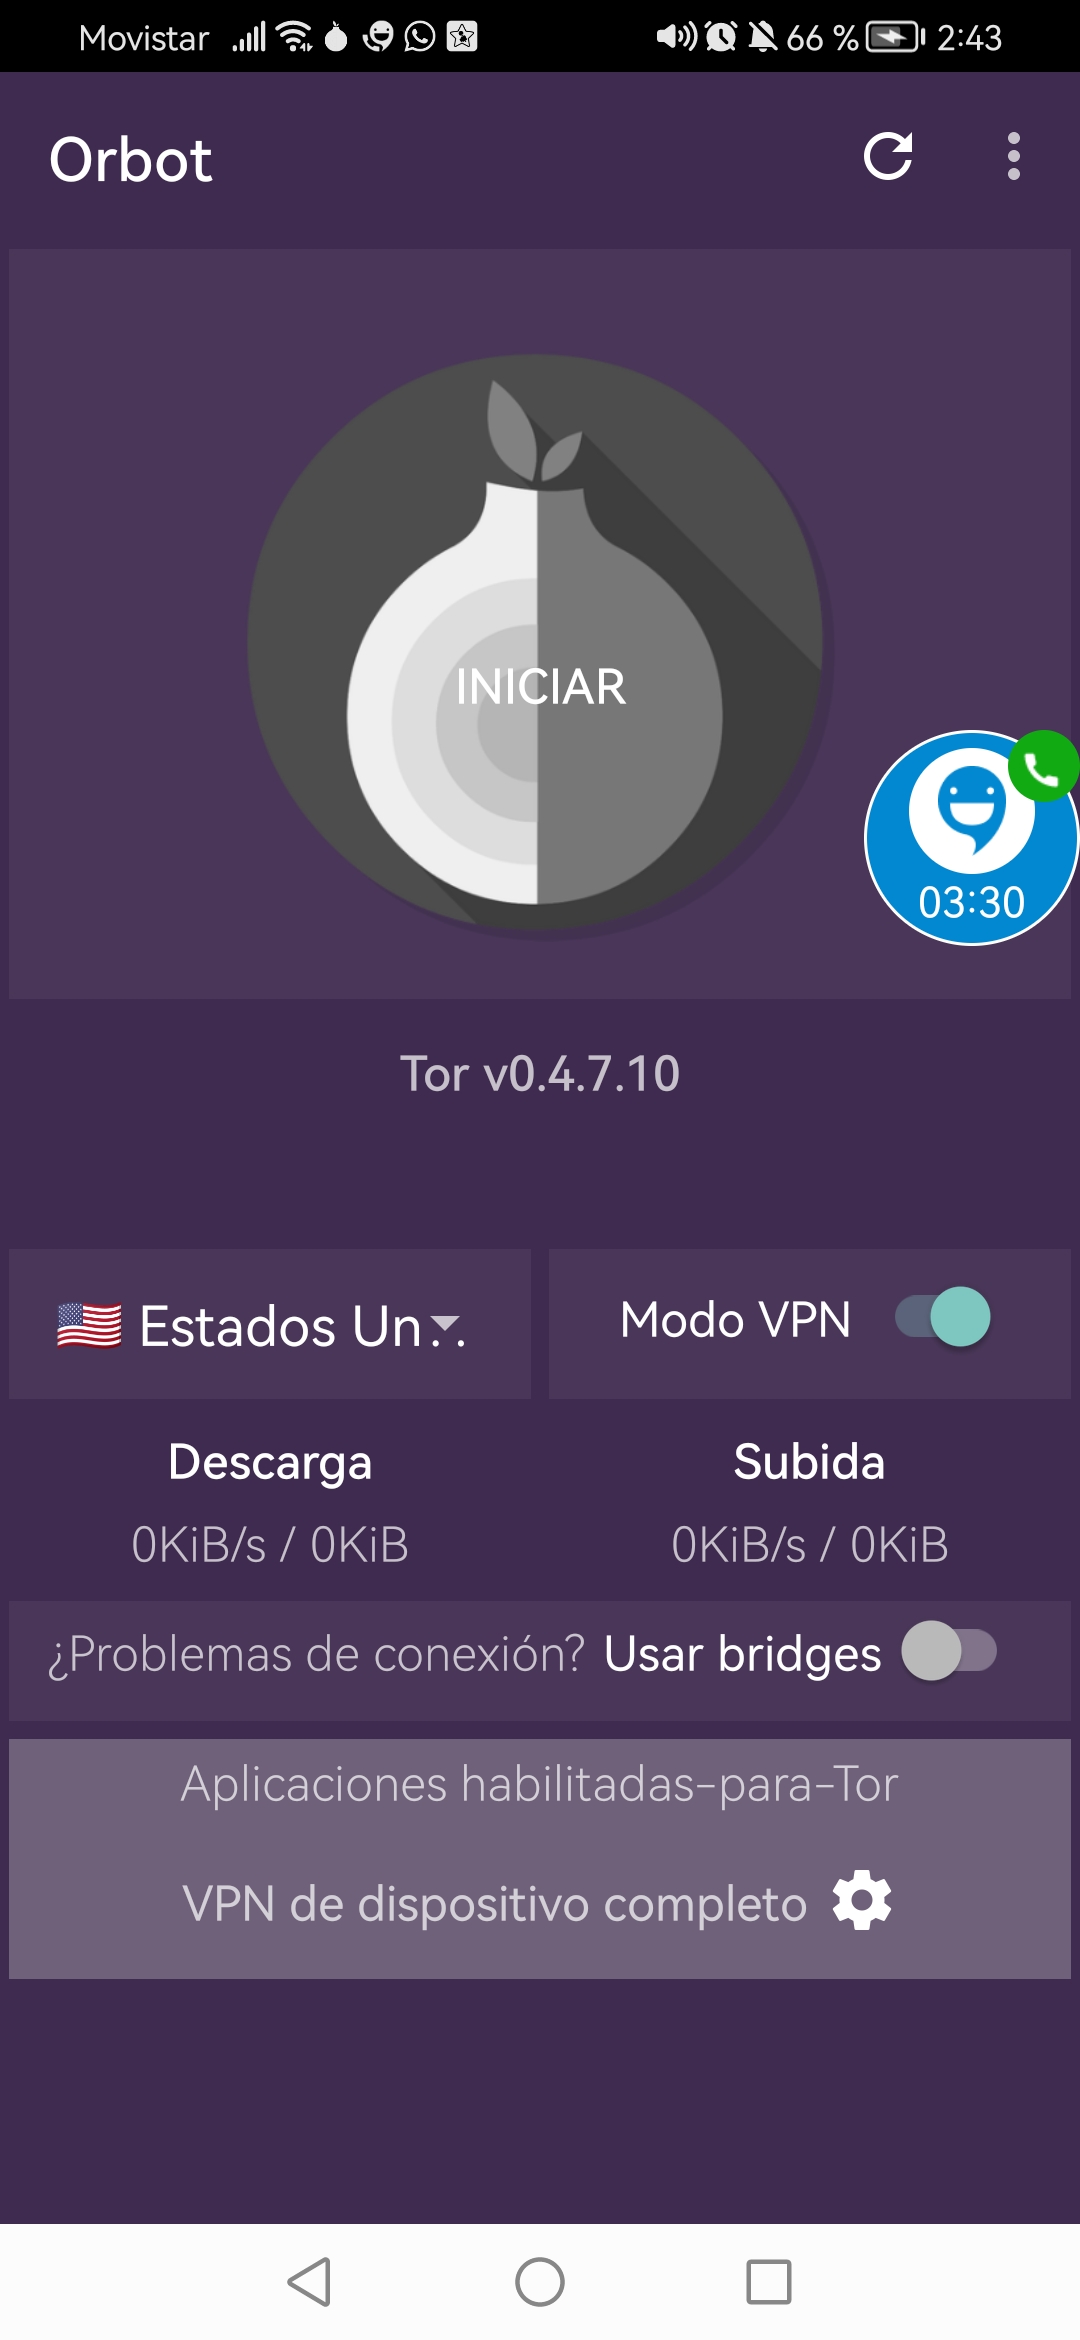 Movistar 66 % 2:43
Orbot
INICIAR
03:30
Tor v0.4.7.10
Estados Un...
Modo VPN
Descarga
Subida
0KiB/s / 0KiB
0KiB/s / 0KiB
¿Problemas de conexión? Usar bridges
Aplicaciones habilitadas-para-Tor
VPN de dispositivo completo